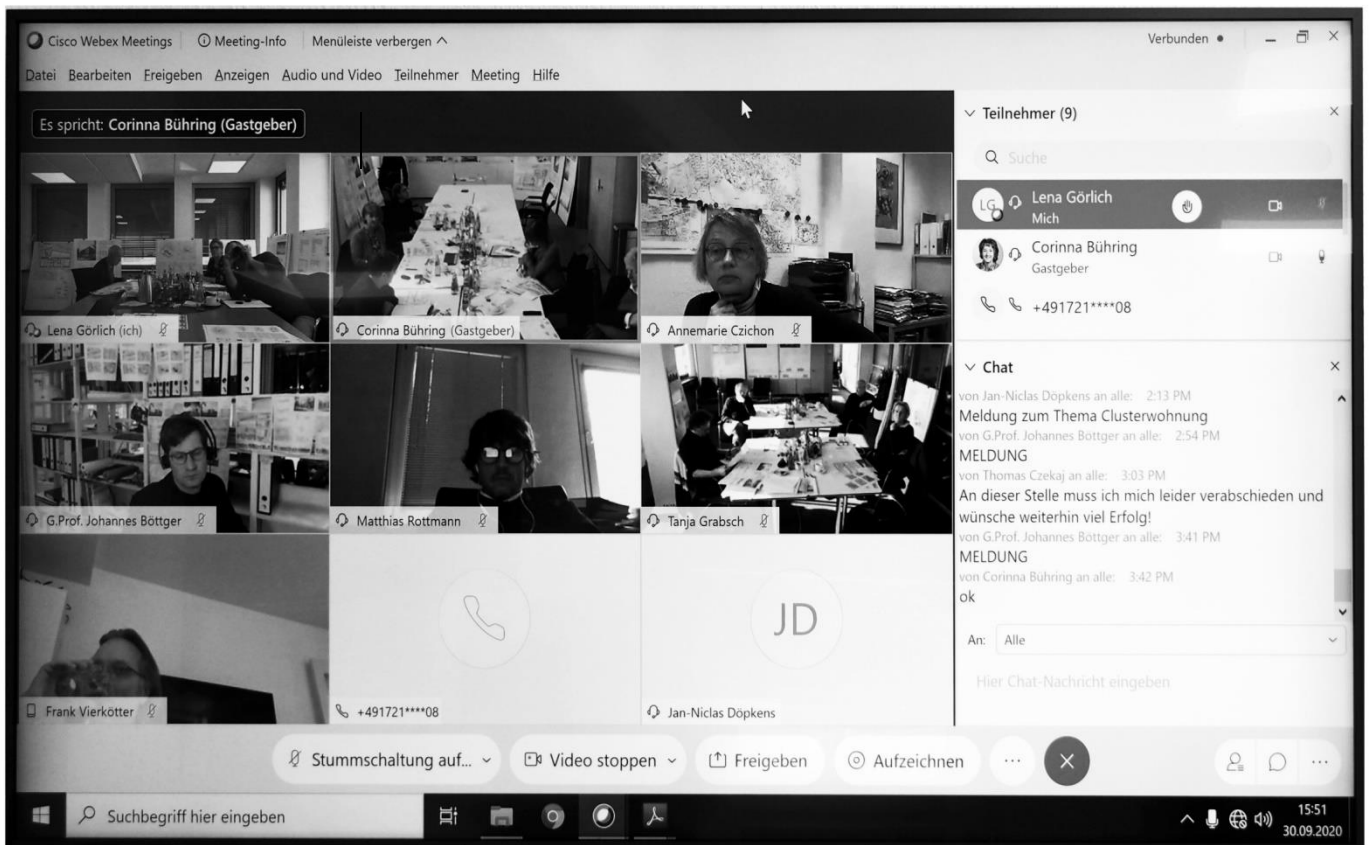 Cisco Webex Meetings Meeting-Info Menüleiste verbergen Verbunden
Datei Bearbeiten Freigeben Anzeigen Audio und Video Teilnehmer Meeting Hilfe
Es spricht: Corinna Bühring (Gastgeber)
Lena Görlich (ich)
Corinna Bühring (Gastgeber)
Annemarie Czichon
G.Prof. Johannes Böttger
Matthias Rottmann
Tanja Grabsch
Frank Vierkötter
+491721****08
JD
Jan-Niclas Döpkens
Teilnehmer (9)
Suche
LG Lena Görlich
Mich
Corinna Bühring
Gastgeber
+491721****08
Chat
von Jan-Niclas Döpkens an alle: 2:13 PM
Meldung zum Thema Clusterwohnung
von G.Prof. Johannes Böttger an alle: 2:54 PM
MELDUNG
von Thomas Czekaj an alle: 3:03 PM
An dieser Stelle muss ich mich leider verabschieden und
wünsche weiterhin viel Erfolg!
von G.Prof. Johannes Böttger an alle: 3:41 PM
MELDUNG
von Corinna Bühring an alle: 3:42 PM
ok
An: Alle
Hier Chat-Nachricht eingeben
Stummschaltung auf... Video stoppen Freigeben Aufzeichnen
Suchbegriff hier eingeben
15:51
30.09.2020